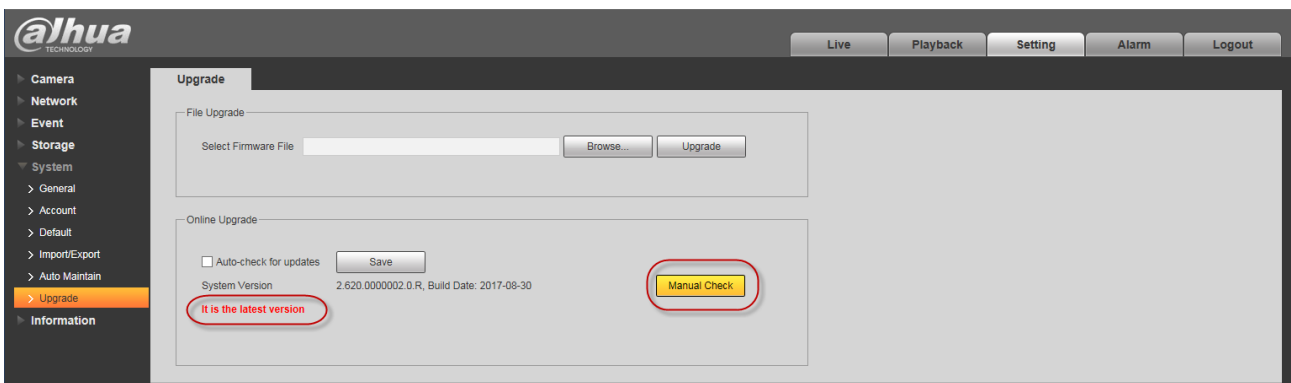 alhua
TECHNOLOGY
Live Playback Setting Alarm Logout
Camera
Network
Event
Storage
System
General
Account
Default
Import/Export
Auto Maintain
Upgrade
Information
Upgrade
File Upgrade
Select Firmware File Browse... Upgrade
Online Upgrade
Auto-check for updates Save
System Version 2.620.0000002.0.R, Build Date: 2017-08-30 Manual Check
It is the latest version